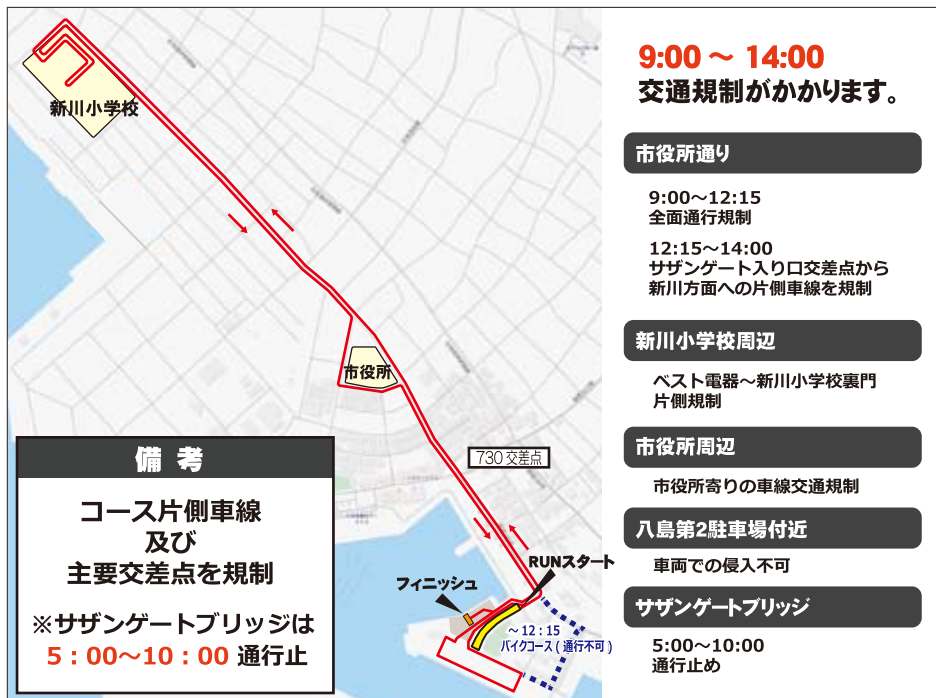 9:00 ～ 14:00
交通規制がかかります。
市役所通り
9:00～12:15
全面通行規制
12:15～14:00
サザンゲート入り口交差点から
新川方面への片側車線を規制
新川小学校周辺
ベスト電器～新川小学校裏門
片側規制
市役所周辺
市役所寄りの車線交通規制
八島第2駐車場付近
車両での侵入不可
サザンゲートブリッジ
5:00～10:00
通行止め
新川小学校
市役所
730 交差点
RUNスタート
フィニッシュ
～12：15
バイクコース ( 通行不可 )
備 考
コース片側車線
及び
主要交差点を規制
※サザンゲートブリッジは
5：00～10：00 通行止